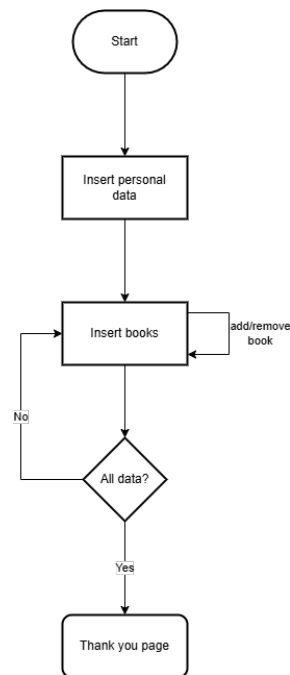 Start
Insert personal
data
Insert books
add/remove
book
No
All data?
Yes
Thank you page